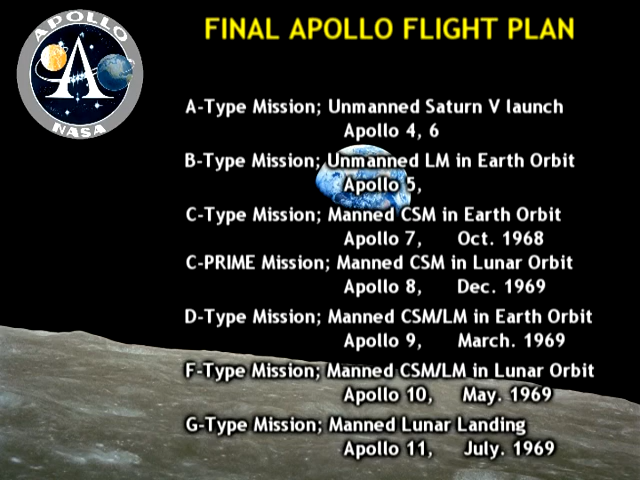 APOLLO
NASA
FINAL APOLLO FLIGHT PLAN
A-Type Mission; Unmanned Saturn V launch
Apollo 4, 6
B-Type Mission; Unmanned LM in Earth Orbit
Apollo 5,
C-Type Mission; Manned CSM in Earth Orbit
Apollo 7, Oct. 1968
C-PRIME Mission; Manned CSM in Lunar Orbit
Apollo 8, Dec. 1969
D-Type Mission; Manned CSM/LM in Earth Orbit
Apollo 9, March. 1969
F-Type Mission; Manned CSM/LM in Lunar Orbit
Apollo 10, May. 1969
G-Type Mission; Manned Lunar Landing
Apollo 11, July. 1969